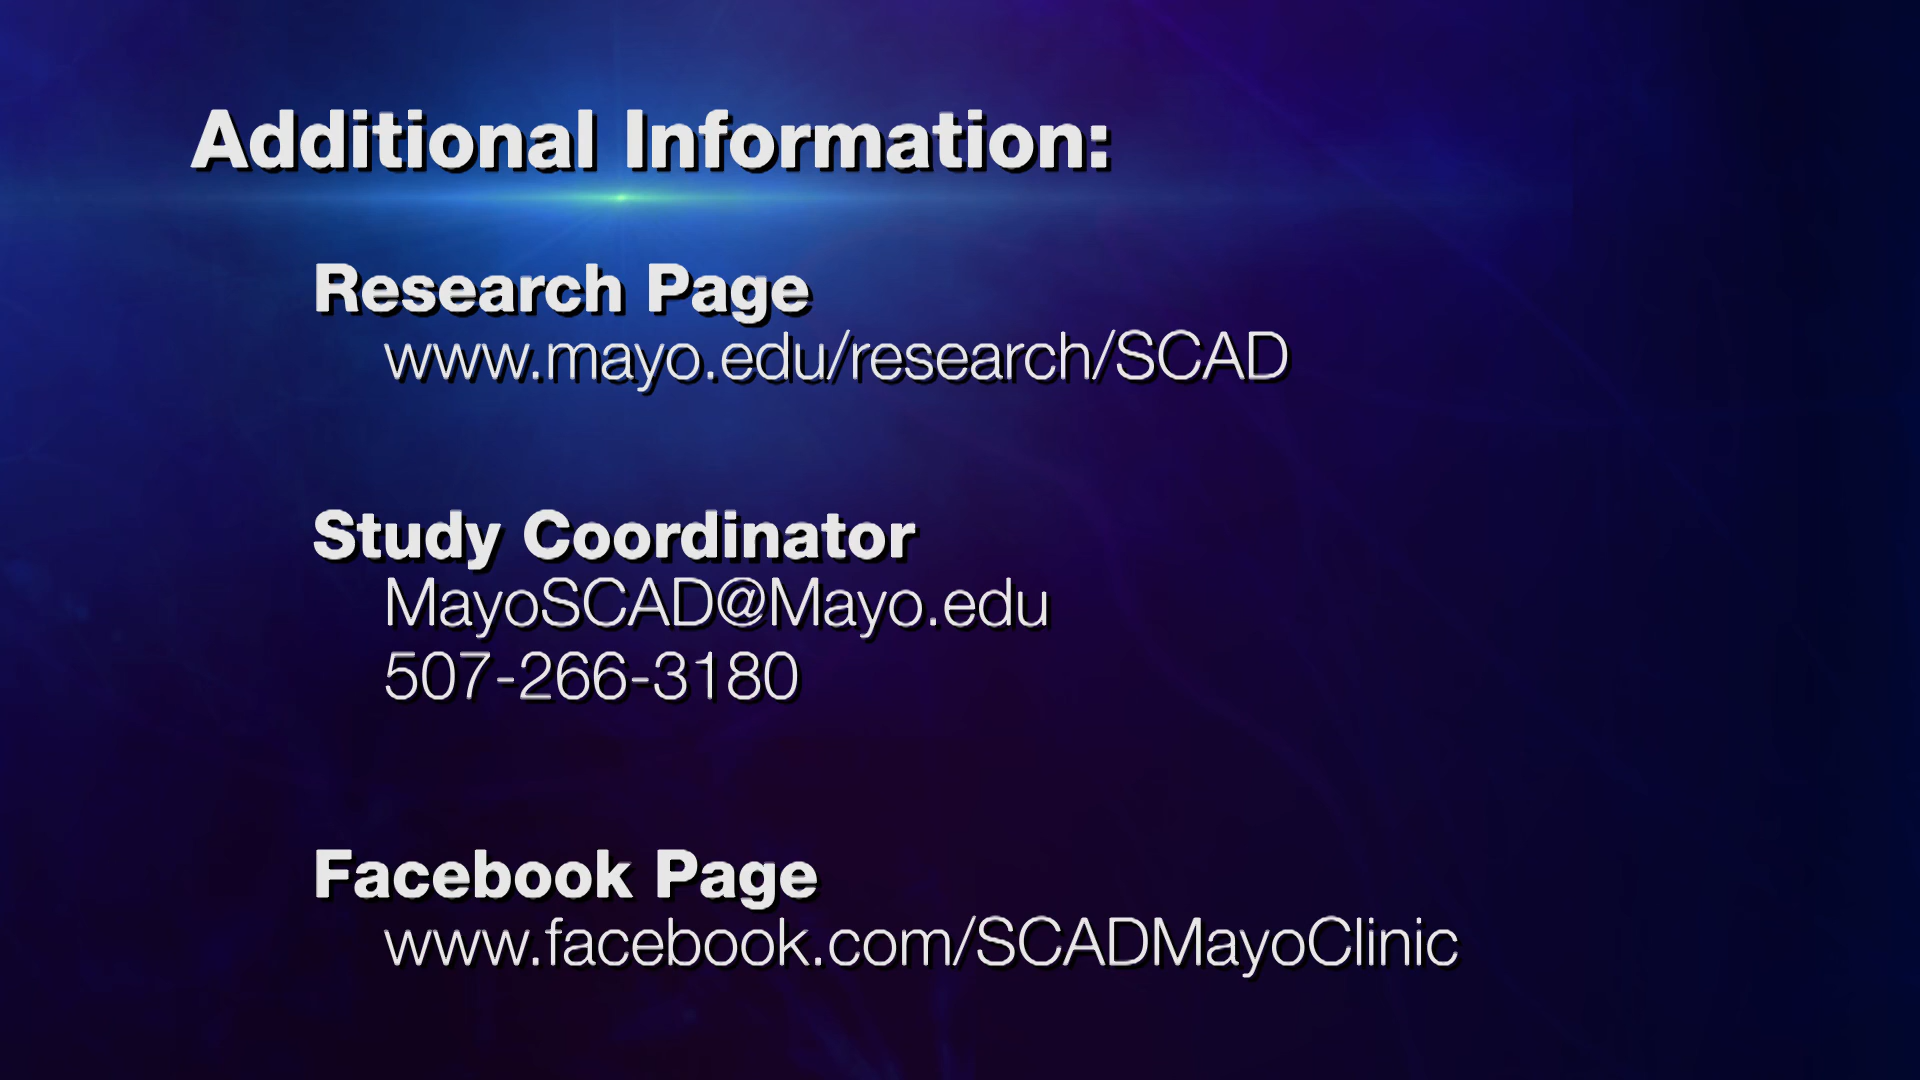 Additional Information:
Research Page
www.mayo.edu/research/SCAD
Study Coordinator
MayoSCAD@Mayo.edu
507-266-3180
Facebook Page
www.facebook.com/SCADMayoClinic